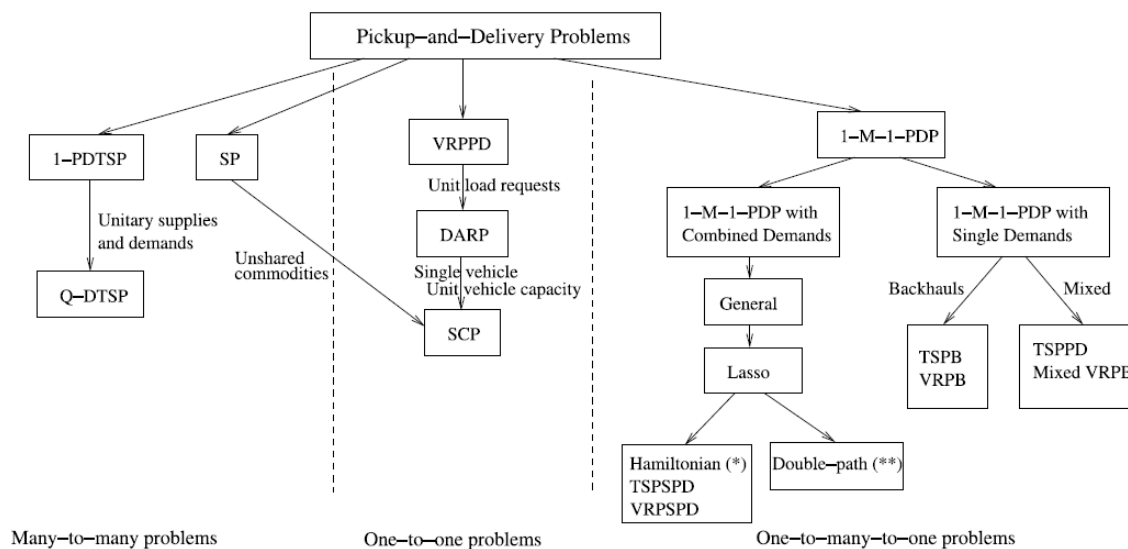 Pickup−and−Delivery Problems
1−PDTSP
SP
VRPPD
1−M−1−PDP
Unit load requests
Unitary supplies
and demands
1−M−1−PDP with
Combined Demands
1−M−1−PDP with
Single Demands
DARP
Unshared
commodities
Single vehicle
Unit vehicle capacity
Q−DTSP
SCP
General
Backhauls
Mixed
Lasso
TSPB
VRPB
TSPPD
Mixed VRPB
Hamiltonian (*)
TSPSPD
VRPSPD
Double−path (**)
Many−to−many problems
One−to−one problems
One−to−many−to−one problems